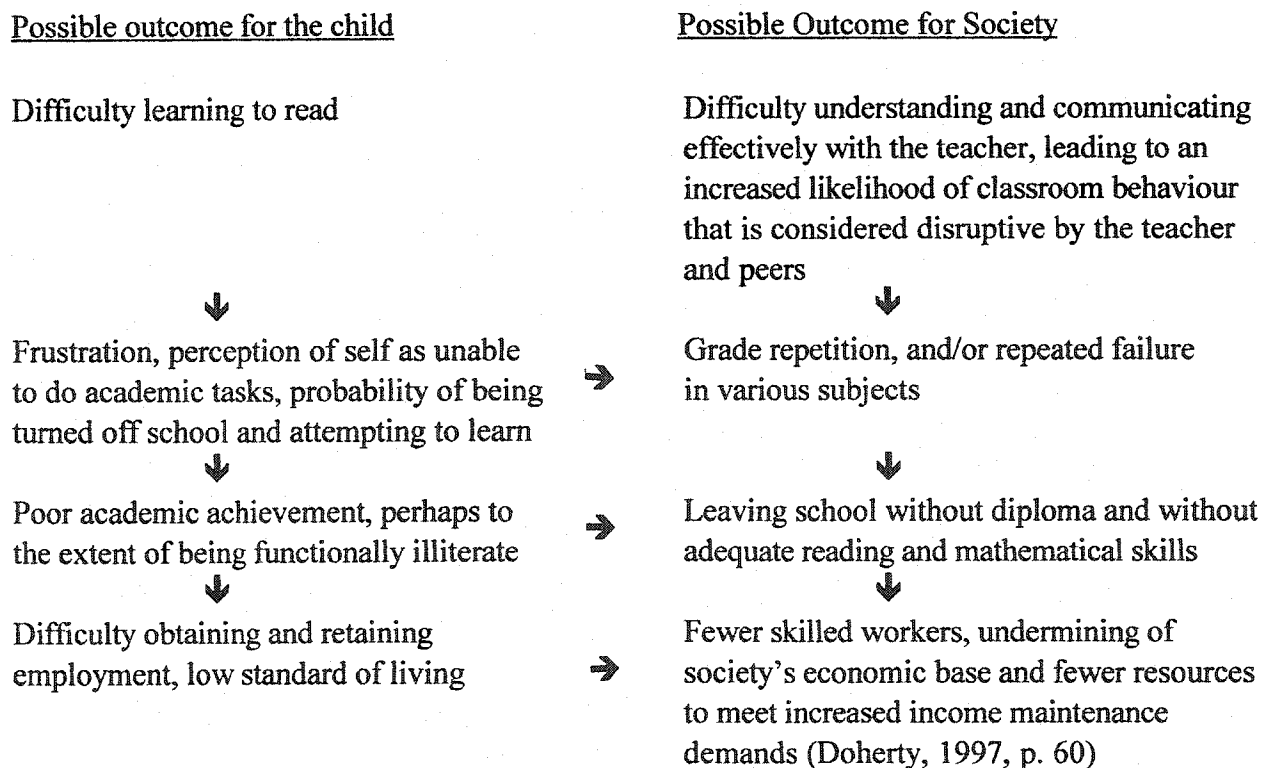 Possible outcome for the child
Possible Outcome for Society
Difficulty learning to read
Difficulty understanding and communicating
effectively with the teacher, leading to an
increased likelihood of classroom behaviour
that is considered disruptive by the teacher
and peers
Frustration, perception of self as unable
to do academic tasks, probability of being
turned off school and attempting to learn
Grade repetition, and/or repeated failure
in various subjects
Poor academic achievement, perhaps to
the extent of being functionally illiterate
Leaving school without diploma and without
adequate reading and mathematical skills
Difficulty obtaining and retaining
employment, low standard of living
Fewer skilled workers, undermining of
society's economic base and fewer resources
to meet increased income maintenance
demands (Doherty, 1997, p. 60)